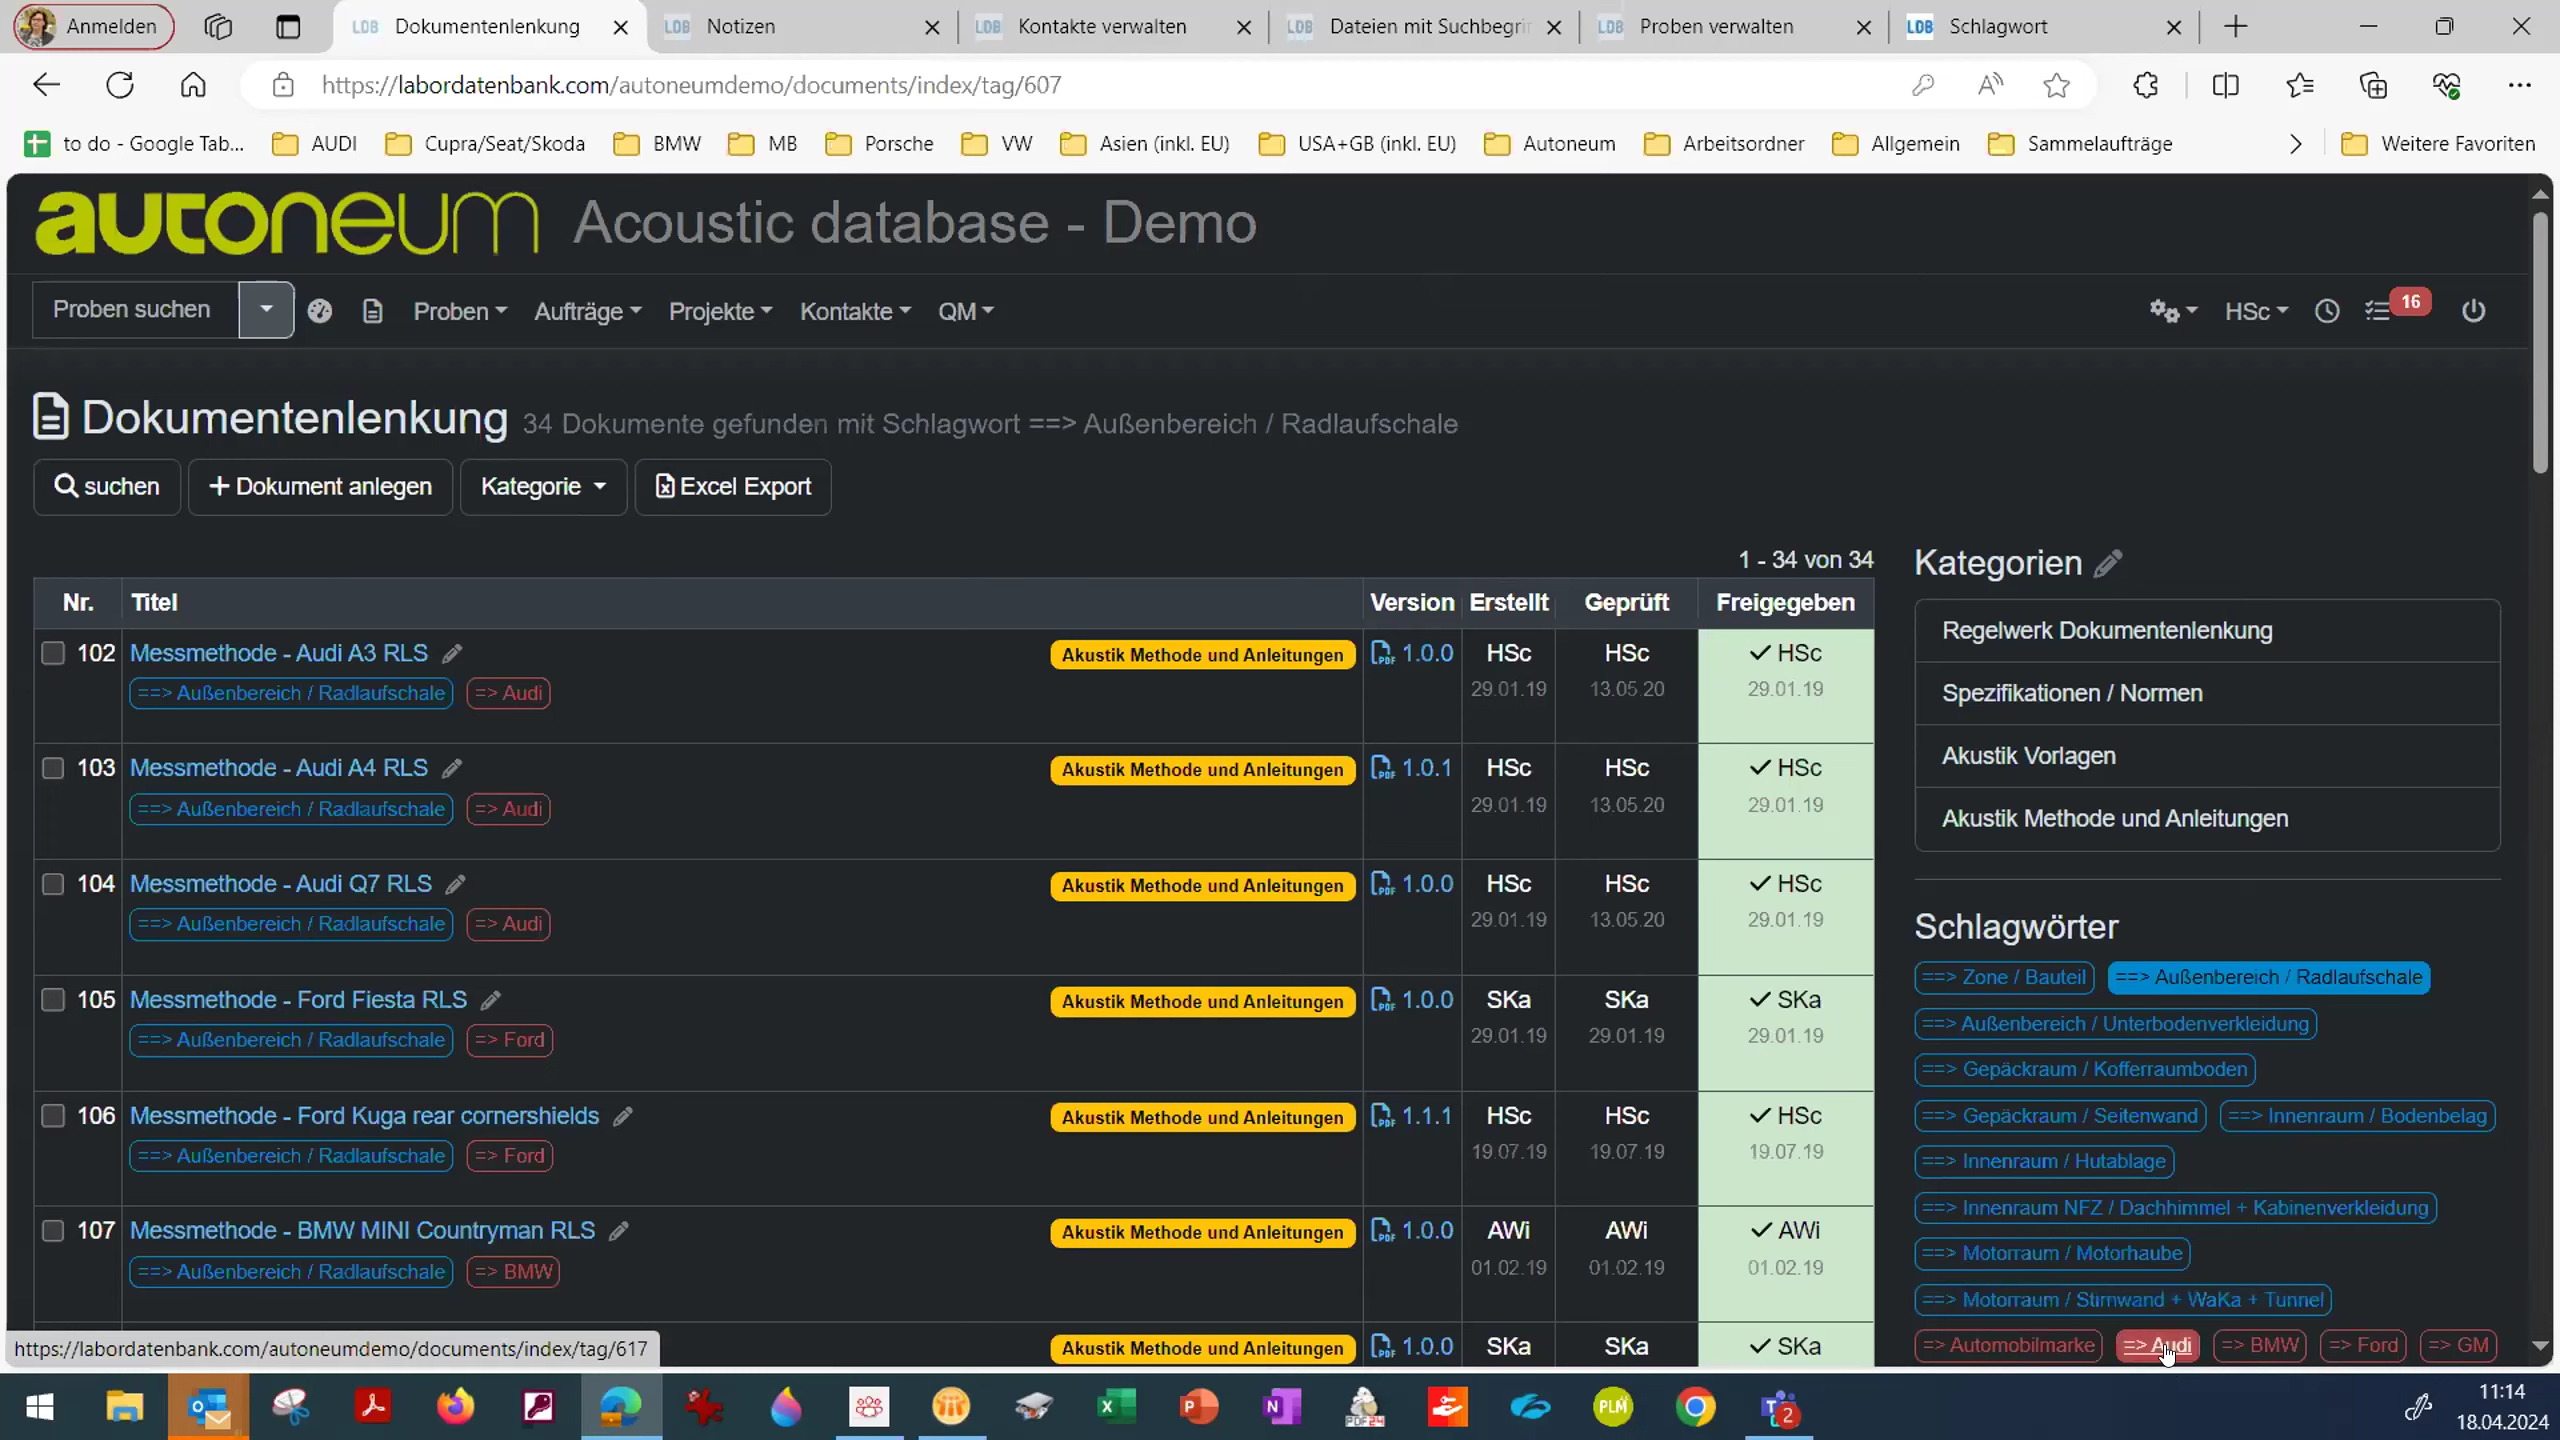 Anmelden
LDB Dokumentenlenkung
LDB Notizen
LDB Kontakte verwalten
LDB Dateien mit Suchbegri
LDB Proben verwalten
LDB Schlagwort
https://labordatenbank.com/autoneumdemo/documents/index/tag/607
to do - Google Tab... AUDI Cupra/Seat/Skoda BMW MB Porsche VW Asien (inkl. EU) USA+GB (inkl. EU) Autoneum Arbeitsordner Allgemein Sammelaufträge Weitere Favoriten
autoneum Acoustic database - Demo
Proben suchen Proben Aufträge Projekte Kontakte QM HSc 16
Dokumentenlenkung 34 Dokumente gefunden mit Schlagwort ==> Außenbereich / Radlaufschale
suchen + Dokument anlegen Kategorie Excel Export
1 - 34 von 34
Nr. Titel Version Erstellt Geprüft Freigegeben
102 Messmethode - Audi A3 RLS Akustik Methode und Anleitungen PDF 1.0.0 HSc HSc ✓ HSc
==> Außenbereich / Radlaufschale => Audi 29.01.19 13.05.20 29.01.19
103 Messmethode - Audi A4 RLS Akustik Methode und Anleitungen PDF 1.0.1 HSc HSc ✓ HSc
==> Außenbereich / Radlaufschale => Audi 29.01.19 13.05.20 29.01.19
104 Messmethode - Audi Q7 RLS Akustik Methode und Anleitungen PDF 1.0.0 HSc HSc ✓ HSc
==> Außenbereich / Radlaufschale => Audi 29.01.19 13.05.20 29.01.19
105 Messmethode - Ford Fiesta RLS Akustik Methode und Anleitungen PDF 1.0.0 SKa SKa ✓ SKa
==> Außenbereich / Radlaufschale => Ford 29.01.19 29.01.19 29.01.19
106 Messmethode - Ford Kuga rear cornershields Akustik Methode und Anleitungen PDF 1.1.1 HSc HSc ✓ HSc
==> Außenbereich / Radlaufschale => Ford 19.07.19 19.07.19 19.07.19
107 Messmethode - BMW MINI Countryman RLS Akustik Methode und Anleitungen PDF 1.0.0 AWi AWi ✓ AWi
==> Außenbereich / Radlaufschale => BMW 01.02.19 01.02.19 01.02.19
Akustik Methode und Anleitungen PDF 1.0.0 SKa SKa ✓ SKa
Kategorien
Regelwerk Dokumentenlenkung
Spezifikationen / Normen
Akustik Vorlagen
Akustik Methode und Anleitungen
Schlagwörter
==> Zone / Bauteil ==> Außenbereich / Radlaufschale
==> Außenbereich / Unterbodenverkleidung
==> Gepäckraum / Kofferraumboden
==> Gepäckraum / Seitenwand ==> Innenraum / Bodenbelag
==> Innenraum / Hutablage
==> Innenraum NFZ / Dachhimmel + Kabinenverkleidung
==> Motorraum / Motorhaube
==> Motorraum / Stirnwand + WaKa + Tunnel
=> Automobilmarke => Audi => BMW => Ford => GM
https://labordatenbank.com/autoneumdemo/documents/index/tag/617
PDF24
PLM
2
11:14
18.04.2024